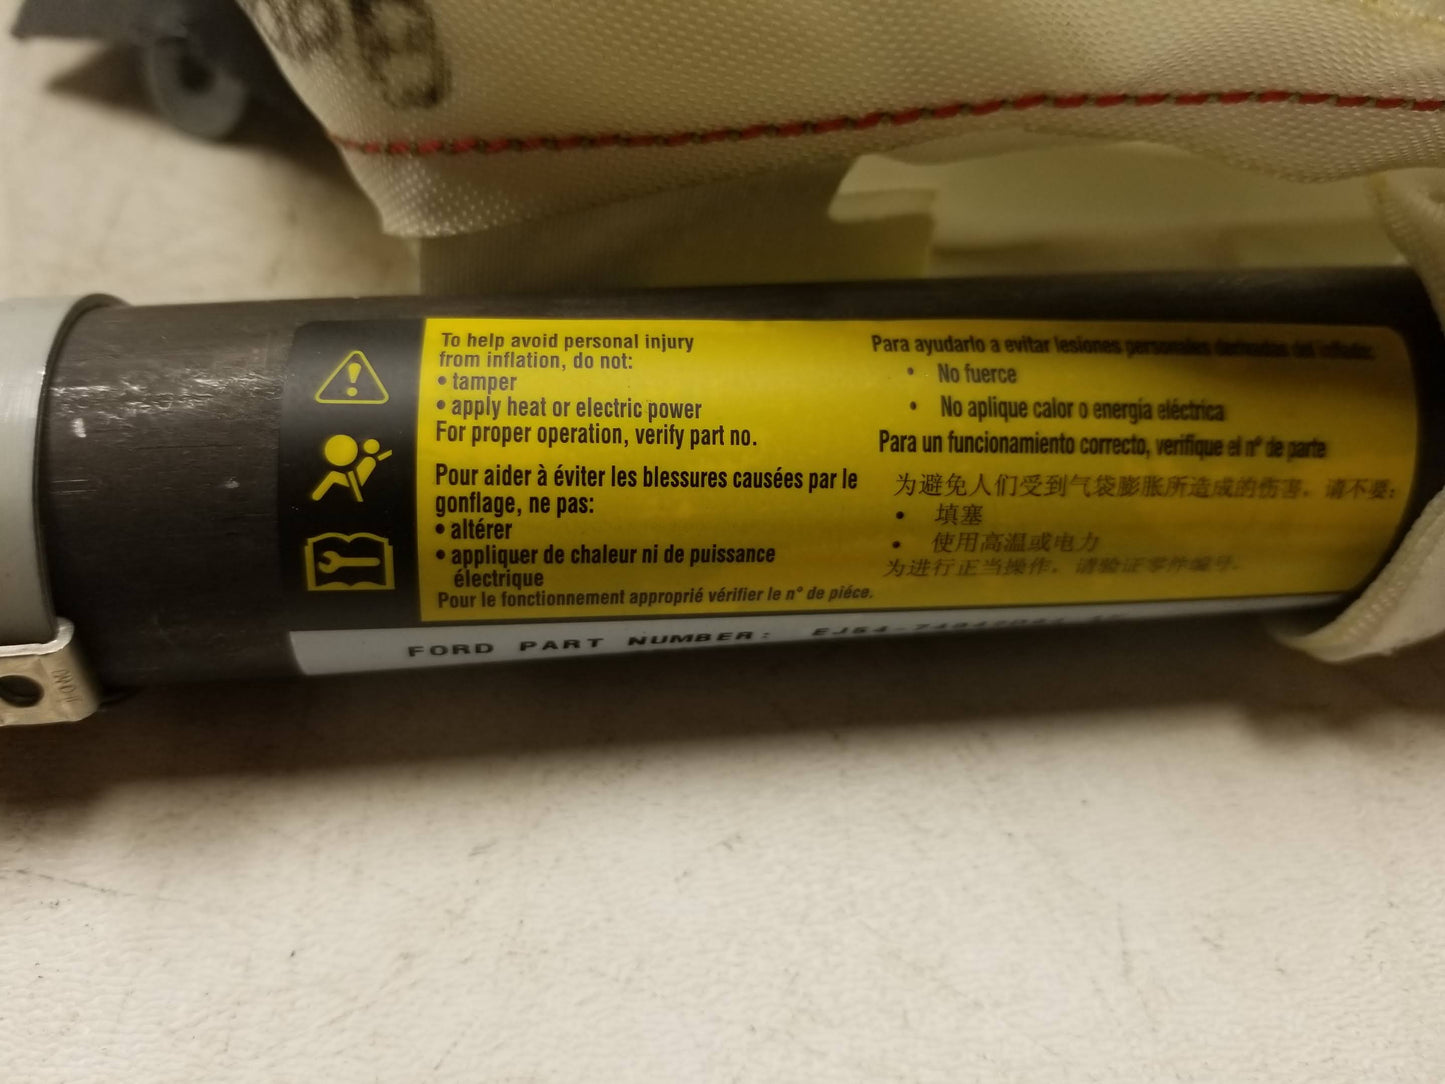 To help avoid personal injury
from inflation, do not:
• tamper
• apply heat or electric power
For proper operation, verify part no.
Pour aider à éviter les blessures causées par le
gonflage, ne pas:
• altérer
• appliquer de chaleur ni de puissance
électrique
Pour le fonctionnement approprié vérifier le n° de piéce.
Para ayudarlo a evitar lesiones personales derivadas del inflador
• No fuerce
• No aplique calor o energía eléctrica
Para un funcionamiento correcto, verifique el n° de parte
为避免人们受到气袋膨胀所造成的伤害，请不要：
• 填塞
• 使用高温或电力
为进行正当操作，请验证零件编号.
FORD PART NUMBER: